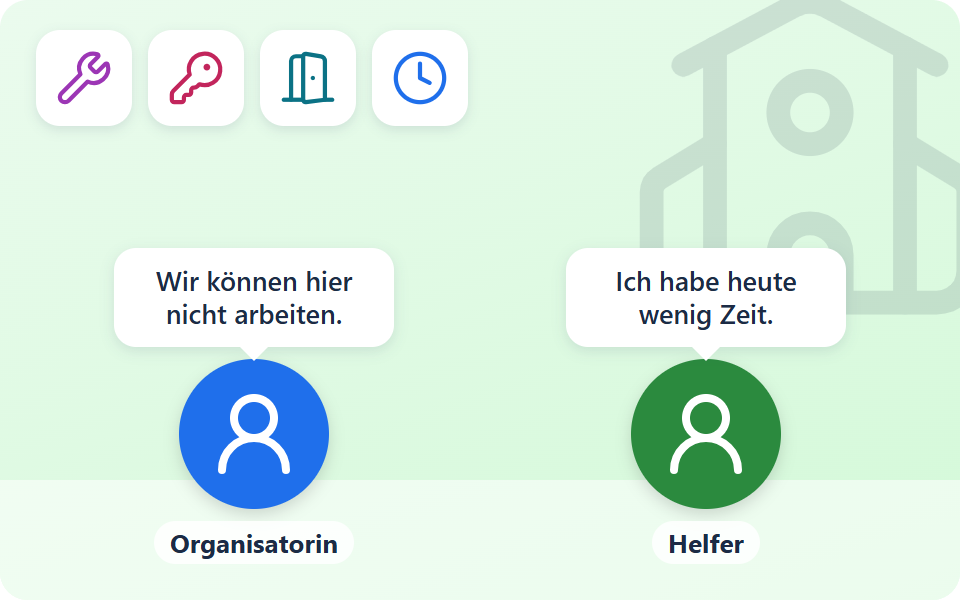 Wir können hier
nicht arbeiten.
Ich habe heute
wenig Zeit.
Organisatorin
Helfer